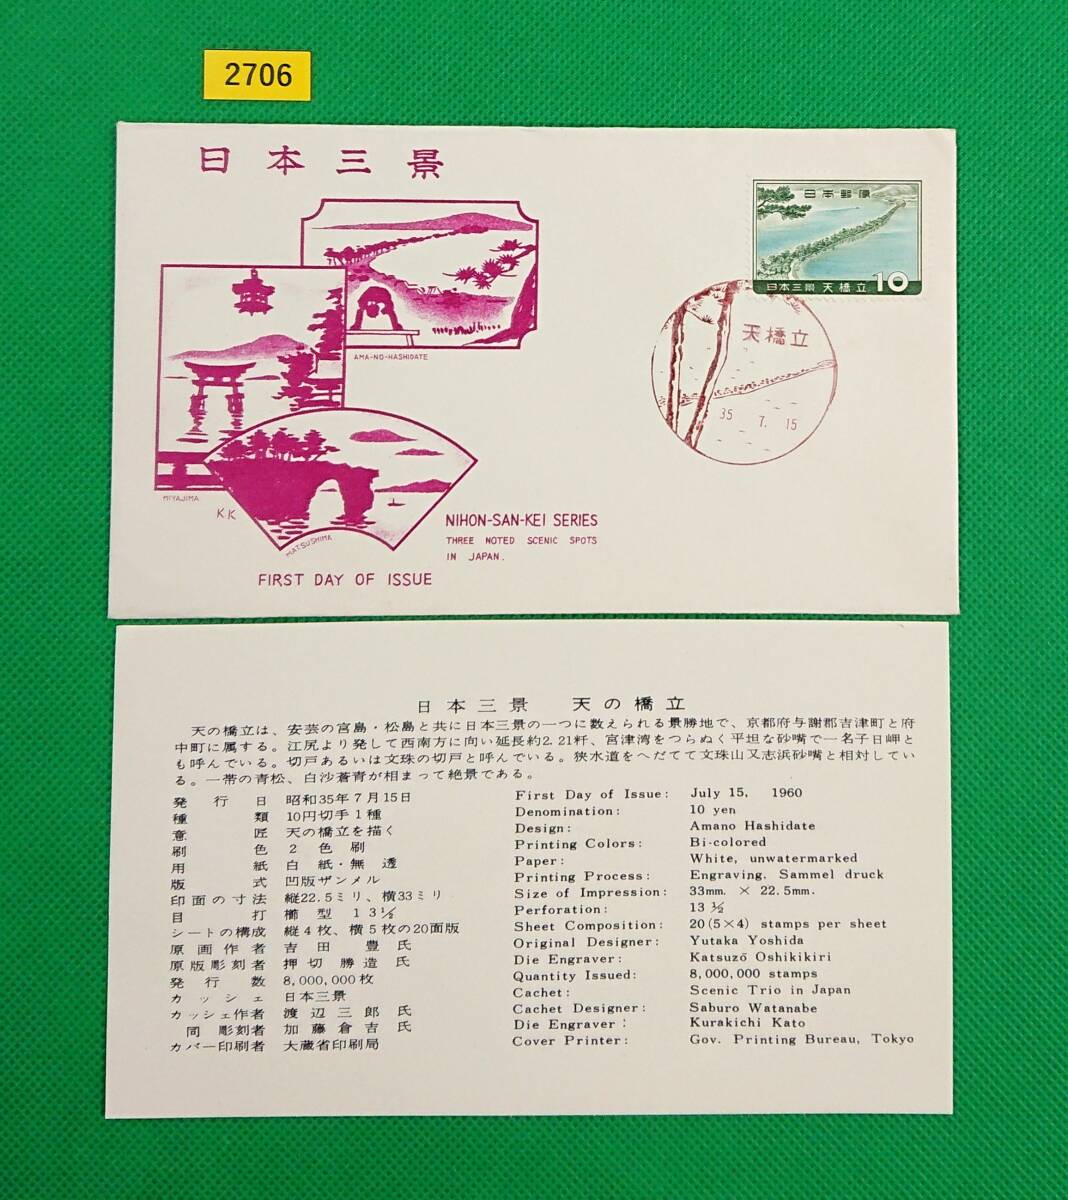 2706
日本三景
日本郵便
日本三景 天橋立 10
天橋立
35 7. 15
AMA-NO-HASHIDATE
MIYAJIMA
K.K
MATSUSHIMA
NIHON-SAN-KEI SERIES
THREE NOTED SCENIC SPOTS
IN JAPAN.
FIRST DAY OF ISSUE
日本三景 天の橋立
天の橋立は、安芸の宮島・松島と共に日本三景の一つに数えられる景勝地で、京都府与謝郡吉津町と府
中町に属する。江尻より発して西南方に向い延長約2.21粁、宮津湾をつらぬく平坦な砂嘴で一名子日岬と
も呼んでいる。切戸あるいは文珠の切戸と呼んでいる。狭水道をへだてて文珠山又志浜砂嘴と相対してい
る。一帯の青松、白沙蒼青が相まって絶景である。
発行日 昭和35年7月15日
種類 10円切手1種
意匠 天の橋立を描く
刷色 2色刷
用紙 白紙・無透
版式 凹版ザンメル
印面の寸法 縦22.5ミリ、横33ミリ
目打 櫛型 13½
シートの構成 縦4枚、横5枚の20面版
原画作者 吉田豊氏
原版彫刻者 押切勝造氏
発行数 8,000,000枚
カッシェ 日本三景
カッシェ作者 渡辺三郎氏
同彫刻者 加藤倉吉氏
カバー印刷者 大蔵省印刷局
First Day of Issue: July 15, 1960
Denomination: 10 yen
Design: Amano Hashidate
Printing Colors: Bi-colored
Paper: White, unwatermarked
Printing Process: Engraving. Sammel druck
Size of Impression: 33mm. × 22.5mm.
Perforation: 13 ½
Sheet Composition: 20 (5×4) stamps per sheet
Original Designer: Yutaka Yoshida
Die Engraver: Katsuzō Oshikikiri
Quantity Issued: 8,000,000 stamps
Cachet: Scenic Trio in Japan
Cachet Designer: Saburo Watanabe
Die Engraver: Kurakichi Kato
Cover Printer: Gov. Printing Bureau, Tokyo